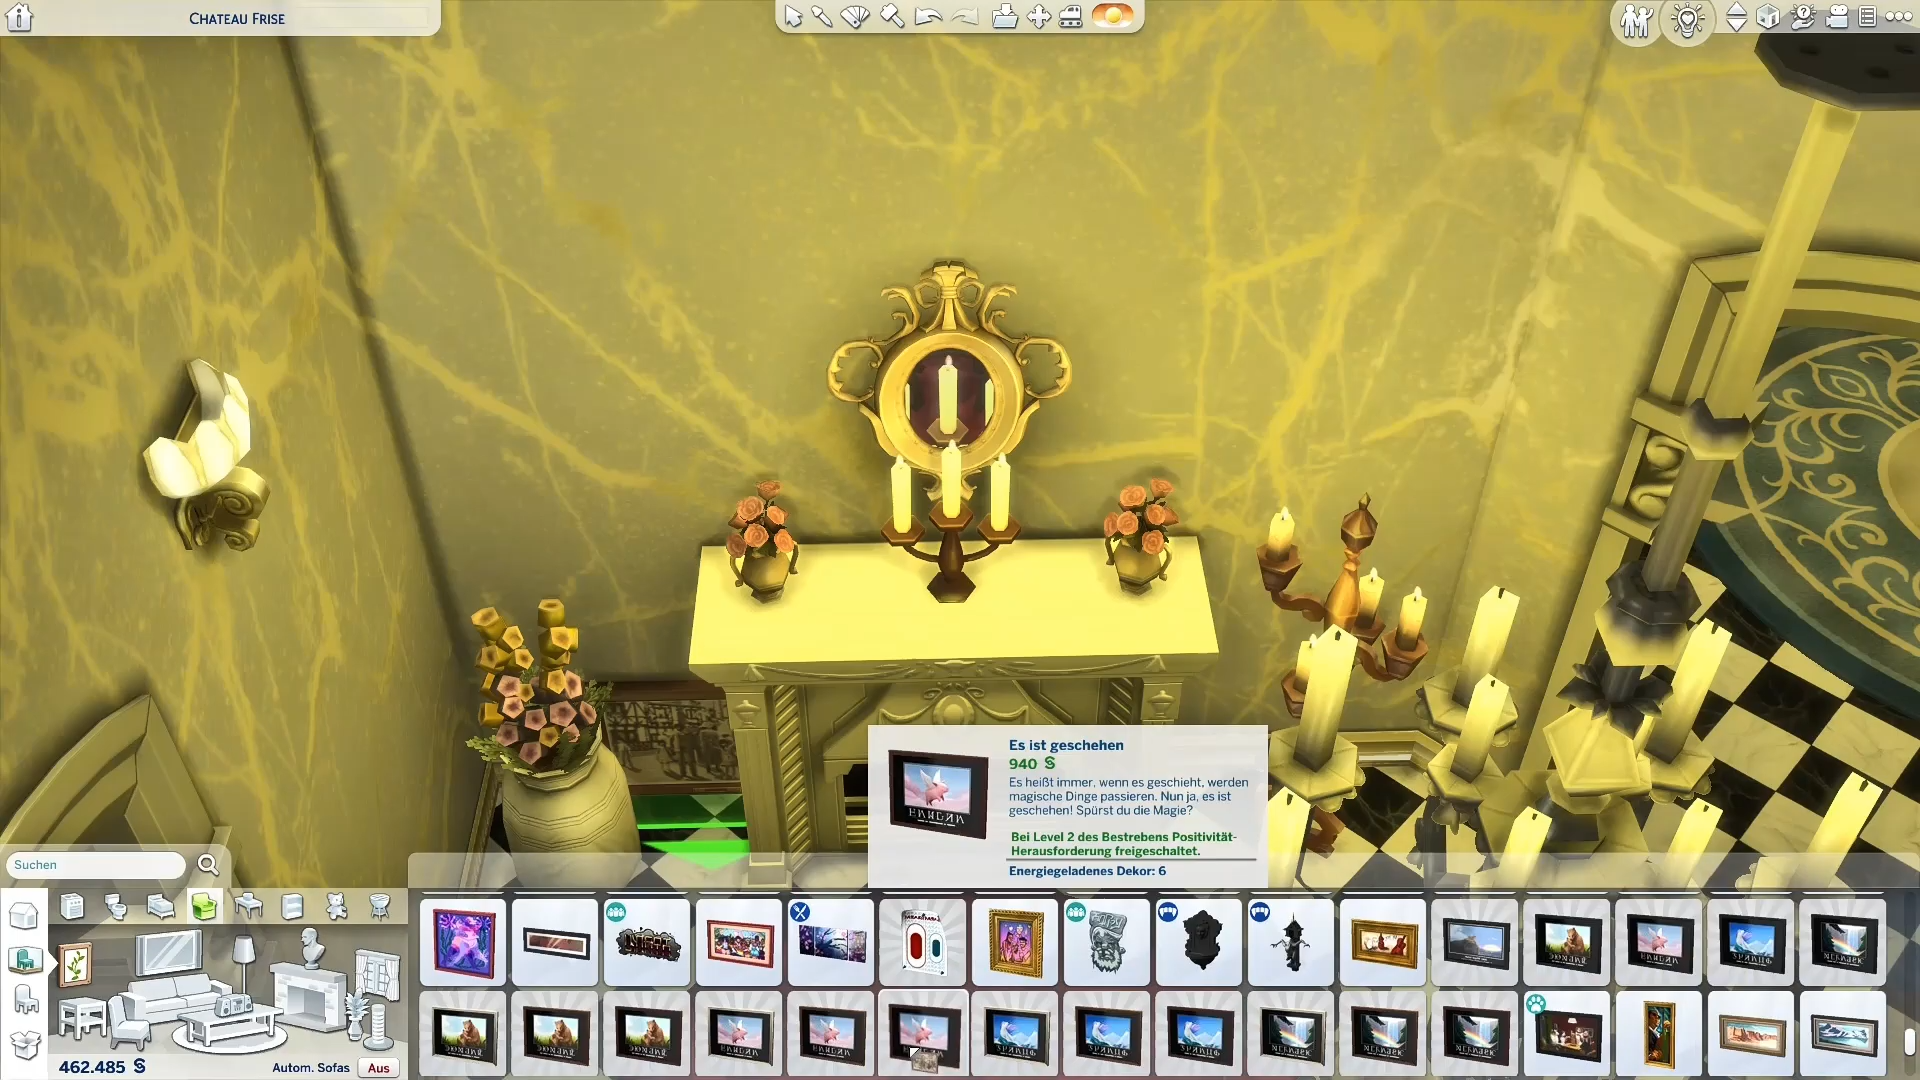 CHATEAU FRISE
Es ist geschehen
940 §
Es heißt immer, wenn es geschieht, werden
magische Dinge passieren. Nun ja, es ist
geschehen! Spürst du die Magie?
Bei Level 2 des Bestrebens Positivität-
Herausforderung freigeschaltet.
Energiegeladenes Dekor: 6
Suchen
462.485 §
Autom. Sofas
Aus